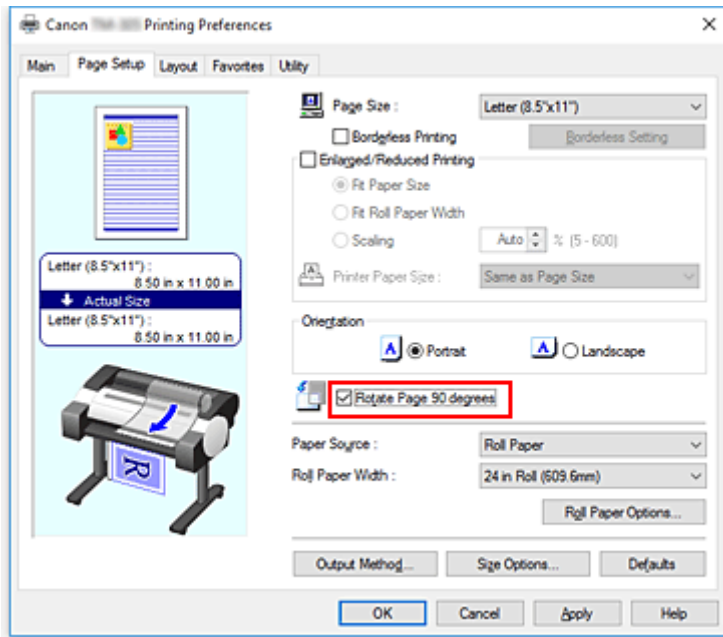 Canon Printing Preferences
Main Page Setup Layout Favorites Utility
Page Size : Letter (8.5"x11")
Borderless Printing Borderless Setting
Enlarged/Reduced Printing
Fit Paper Size
Fit Roll Paper Width
Scaling Auto % (5 - 600)
Printer Paper Size : Same as Page Size
Letter (8.5"x11") :
8.50 in x 11.00 in
Actual Size
Letter (8.5"x11") :
8.50 in x 11.00 in
Orientation
A Portrait A Landscape
Rotate Page 90 degrees
Paper Source : Roll Paper
Roll Paper Width : 24 in Roll (609.6mm)
Roll Paper Options...
R
Output Method... Size Options... Defaults
OK Cancel Apply Help